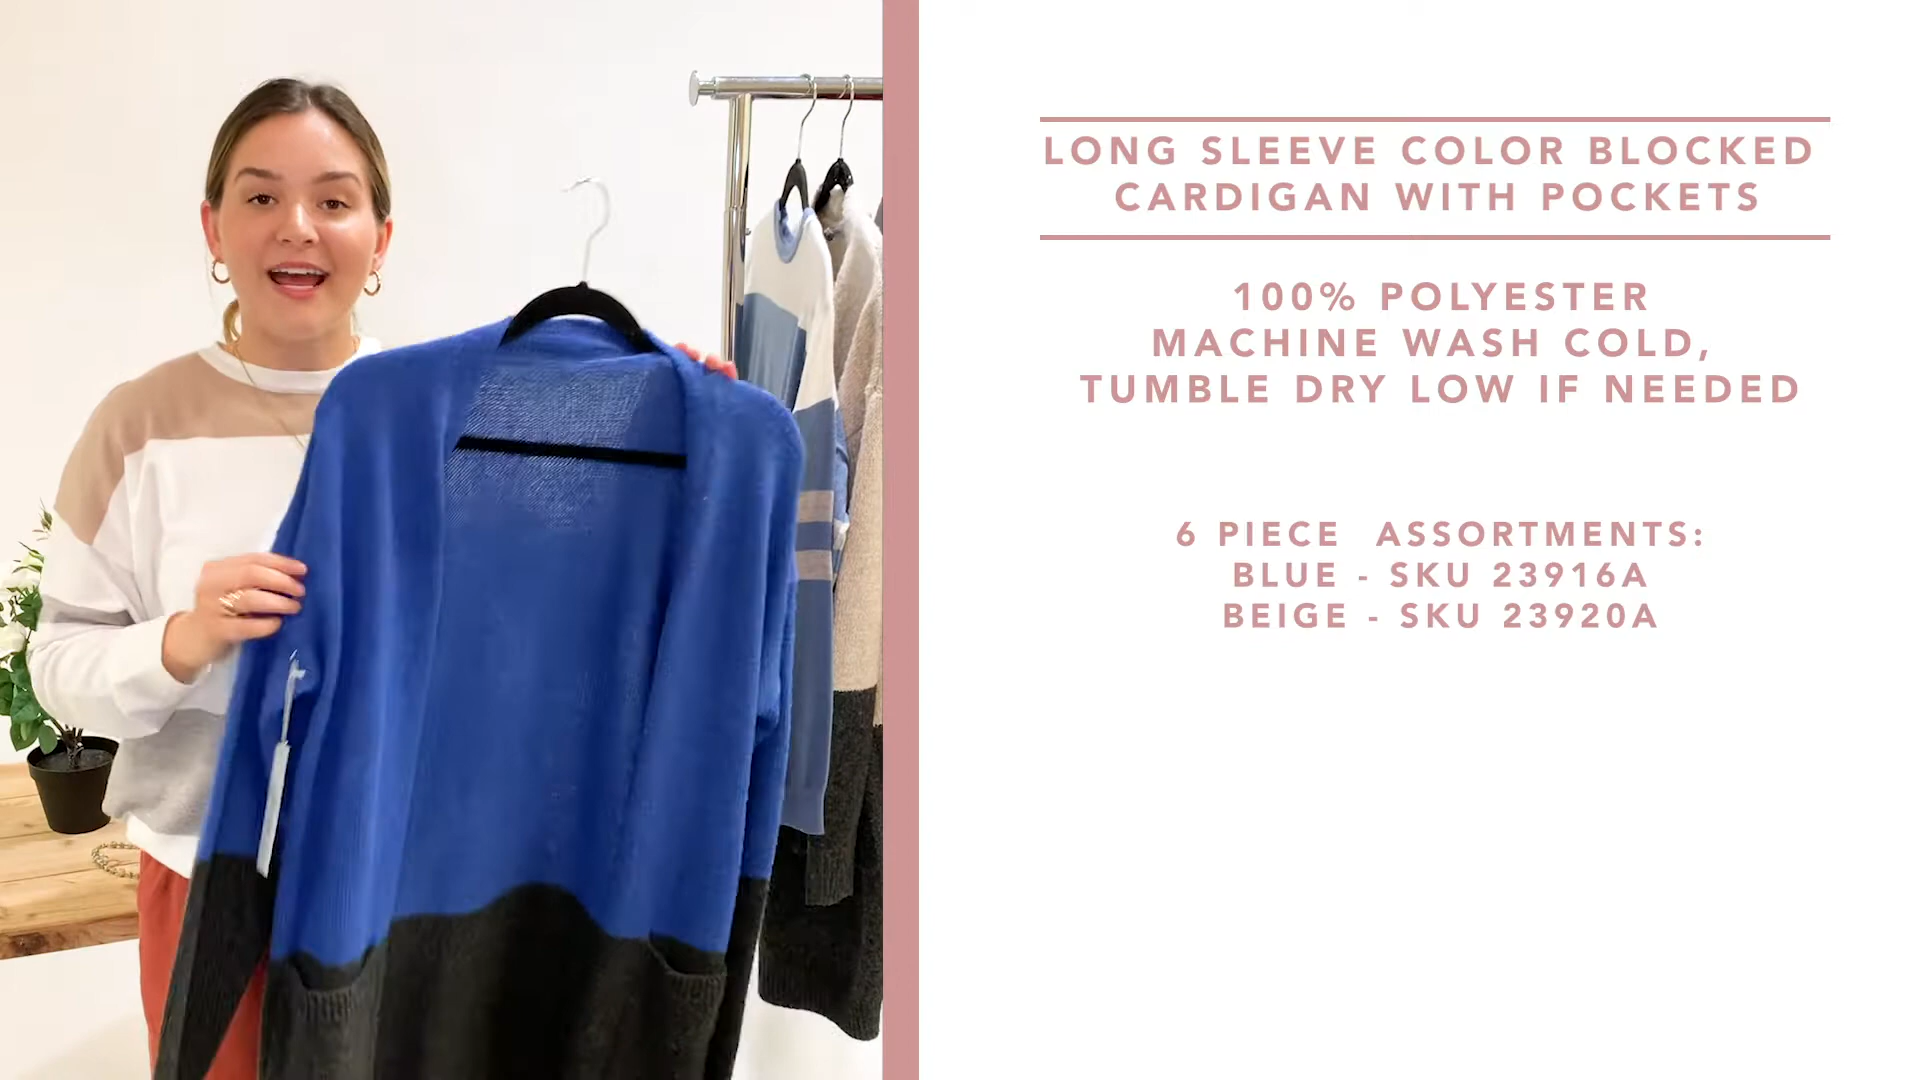 LONG SLEEVE COLOR BLOCKED
CARDIGAN WITH POCKETS
100% POLYESTER
MACHINE WASH COLD,
TUMBLE DRY LOW IF NEEDED
6 PIECE  ASSORTMENTS:
BLUE - SKU 23916A
BEIGE - SKU 23920A